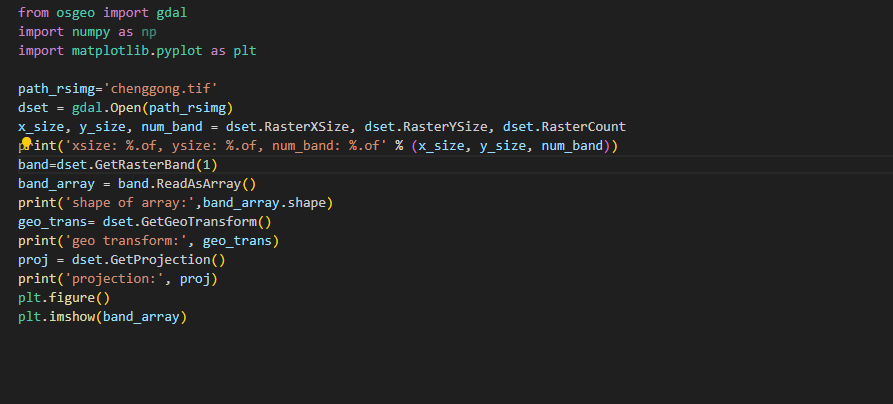 from osgeo import gdal
import numpy as np
import matplotlib.pyplot as plt
path_rsimg='chenggong.tif'
dset = gdal.Open(path_rsimg)
x_size, y_size, num_band = dset.RasterXSize, dset.RasterYSize, dset.RasterCount
print('xsize: %.of, ysize: %.of, num_band: %.of' % (x_size, y_size, num_band))
band=dset.GetRasterBand(1)
band_array = band.ReadAsArray()
print('shape of array:',band_array.shape)
geo_trans= dset.GetGeoTransform()
print('geo transform:', geo_trans)
proj = dset.GetProjection()
print('projection:', proj)
plt.figure()
plt.imshow(band_array)